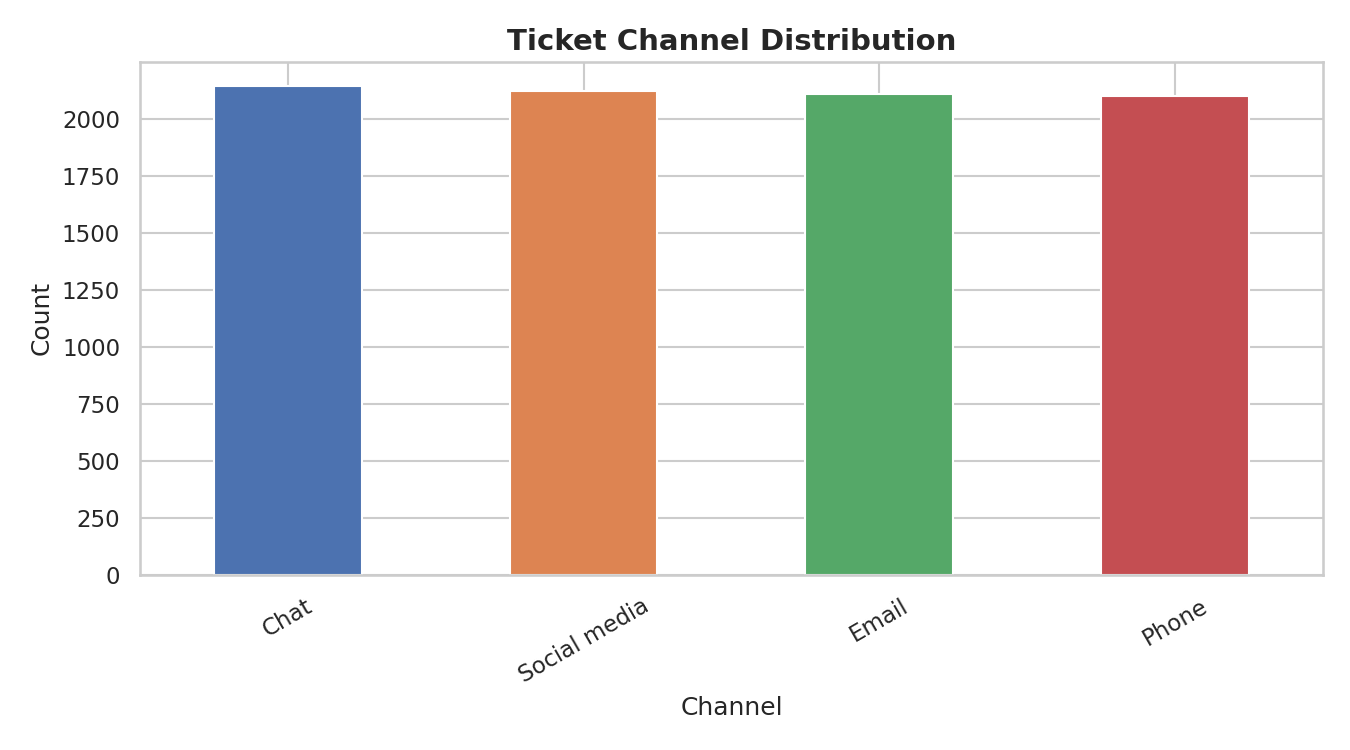 Ticket Channel Distribution
Count
2000
1750
1500
1250
1000
750
500
250
0
Chat
Social media
Email
Phone
Channel